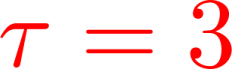 τ = 3